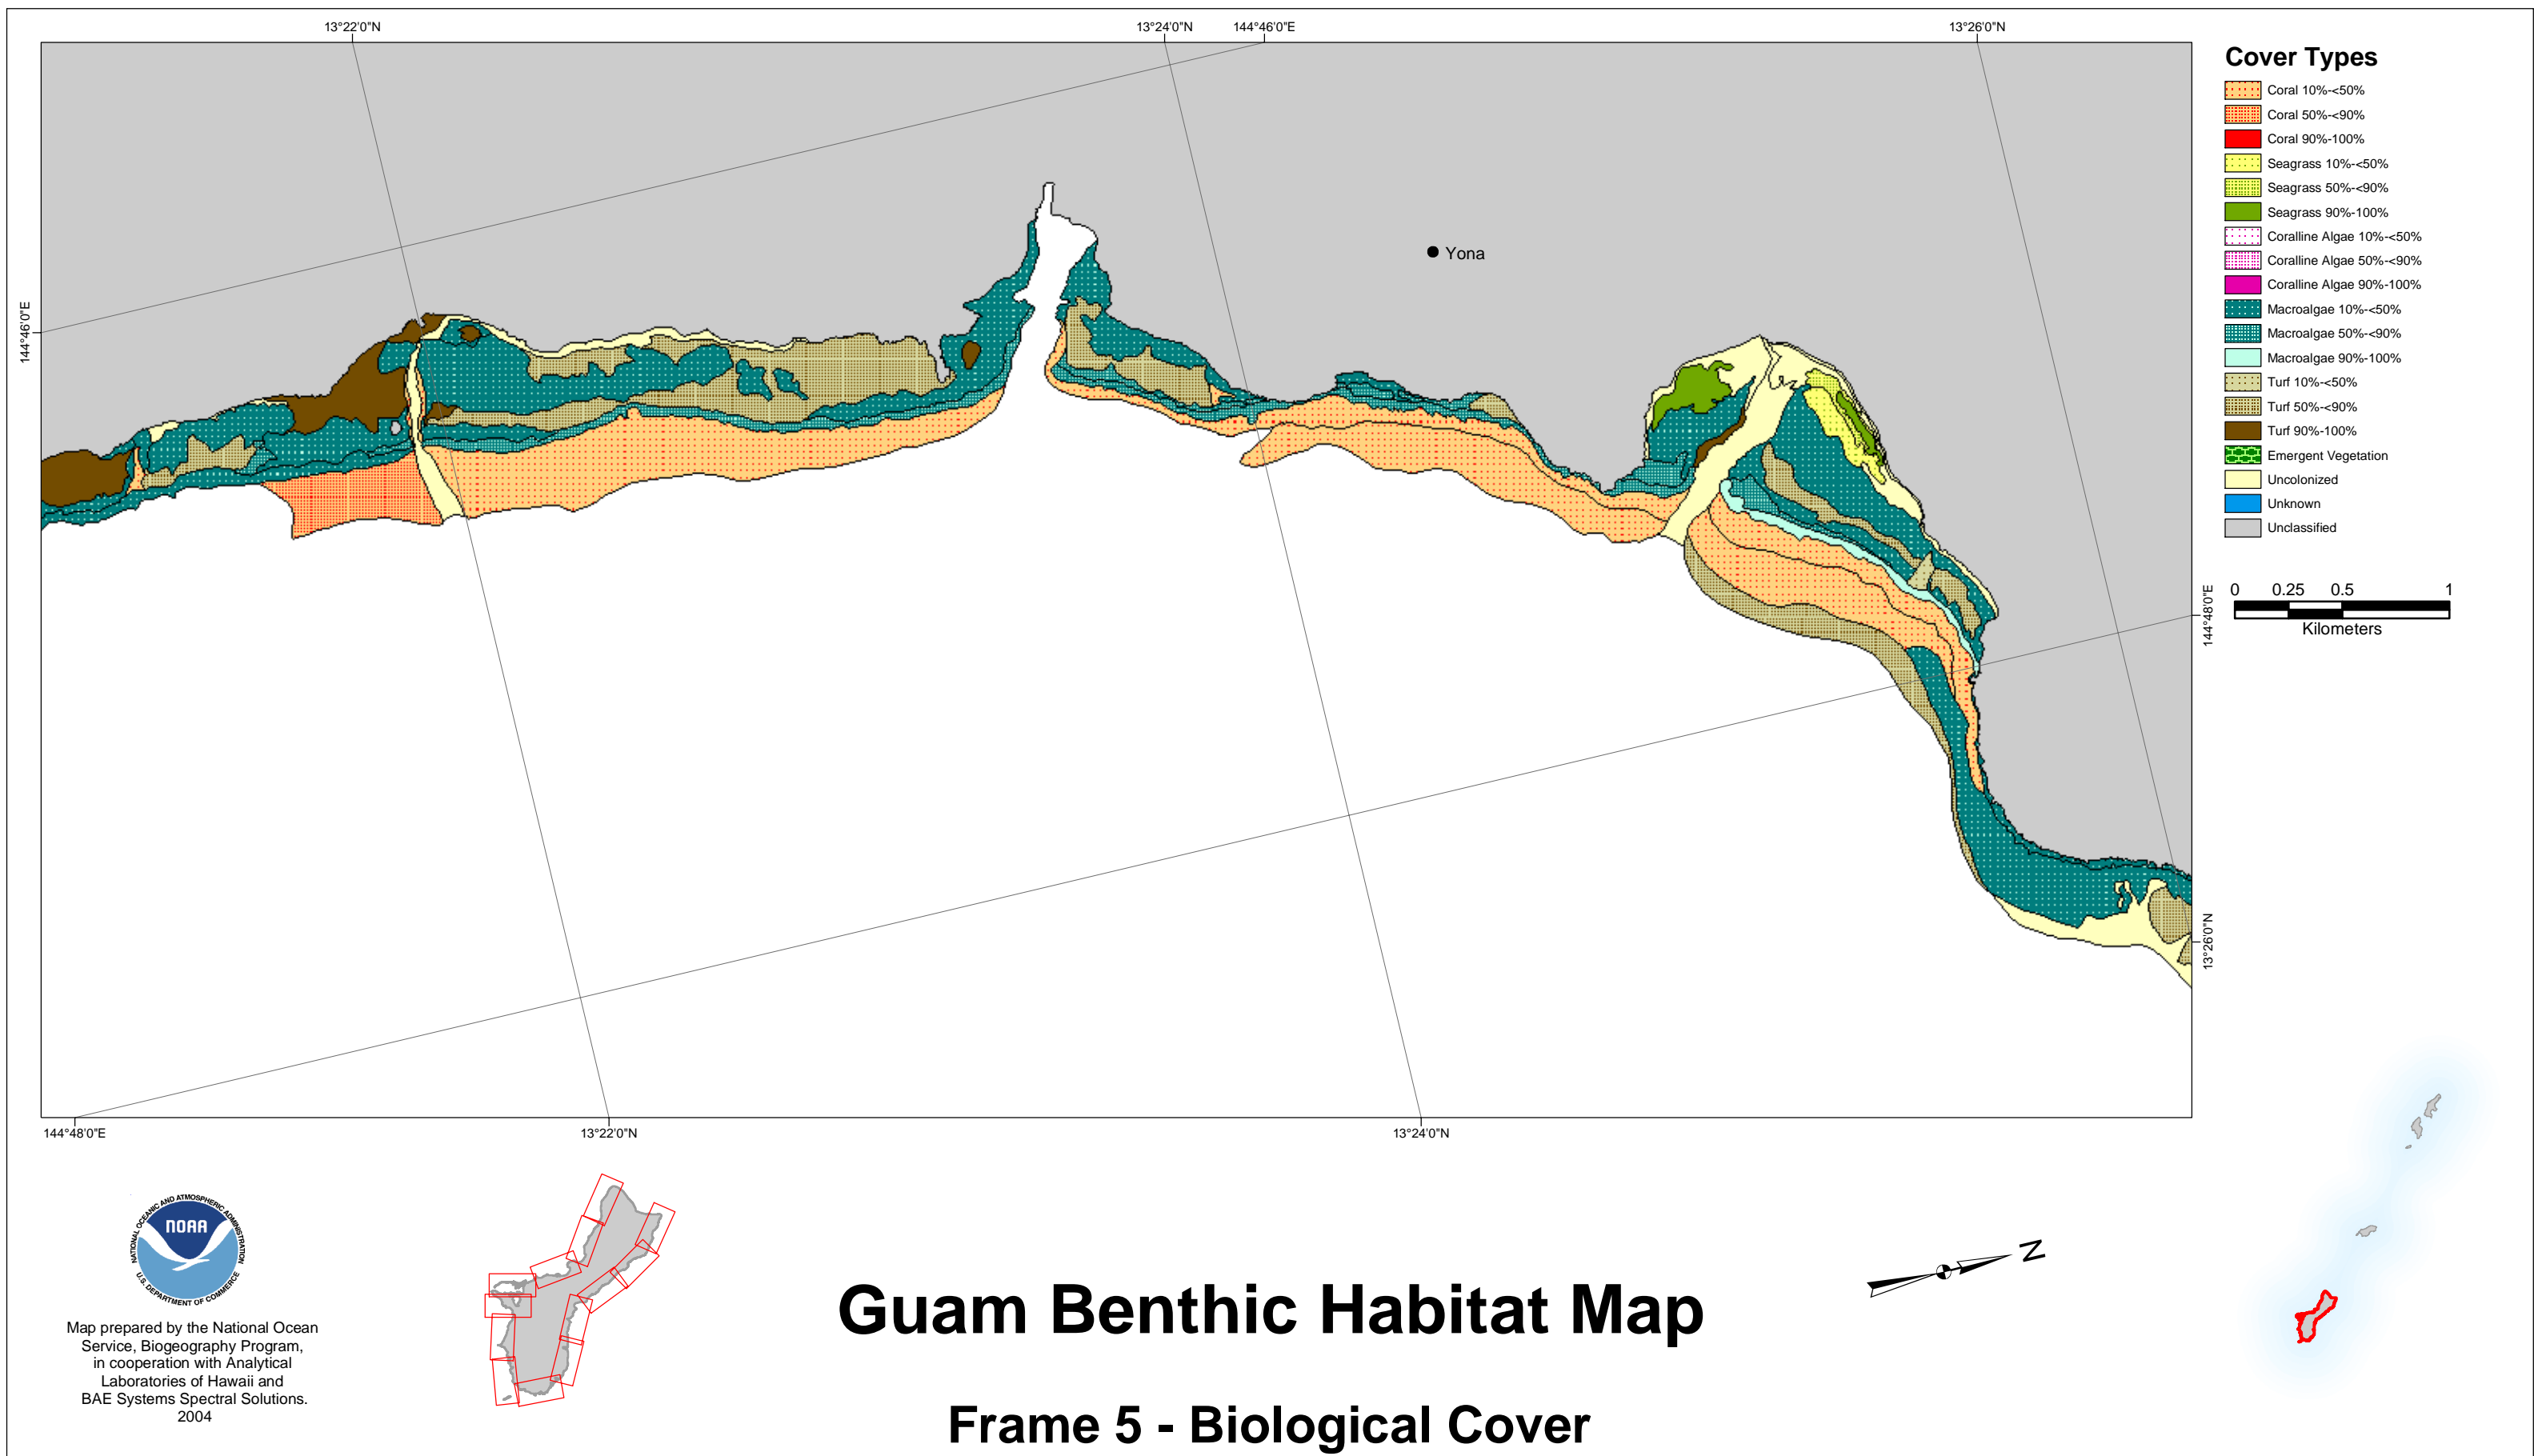 13°22'0"N
13°24'0"N
144°46'0"E
13°26'0"N
144°46'0"E
Yona
144°48'0"E
13°26'0"N
144°48'0"E
13°22'0"N
13°24'0"N
Cover Types
Coral 10%-<50%
Coral 50%-<90%
Coral 90%-100%
Seagrass 10%-<50%
Seagrass 50%-<90%
Seagrass 90%-100%
Coralline Algae 10%-<50%
Coralline Algae 50%-<90%
Coralline Algae 90%-100%
Macroalgae 10%-<50%
Macroalgae 50%-<90%
Macroalgae 90%-100%
Turf 10%-<50%
Turf 50%-<90%
Turf 90%-100%
Emergent Vegetation
Uncolonized
Unknown
Unclassified
0 0.25 0.5 1
Kilometers
NATIONAL OCEANIC AND ATMOSPHERIC ADMINISTRATION
NOAA
U.S. DEPARTMENT OF COMMERCE
Map prepared by the National Ocean
Service, Biogeography Program,
in cooperation with Analytical
Laboratories of Hawaii and
BAE Systems Spectral Solutions.
2004
N
Guam Benthic Habitat Map
Frame 5 - Biological Cover